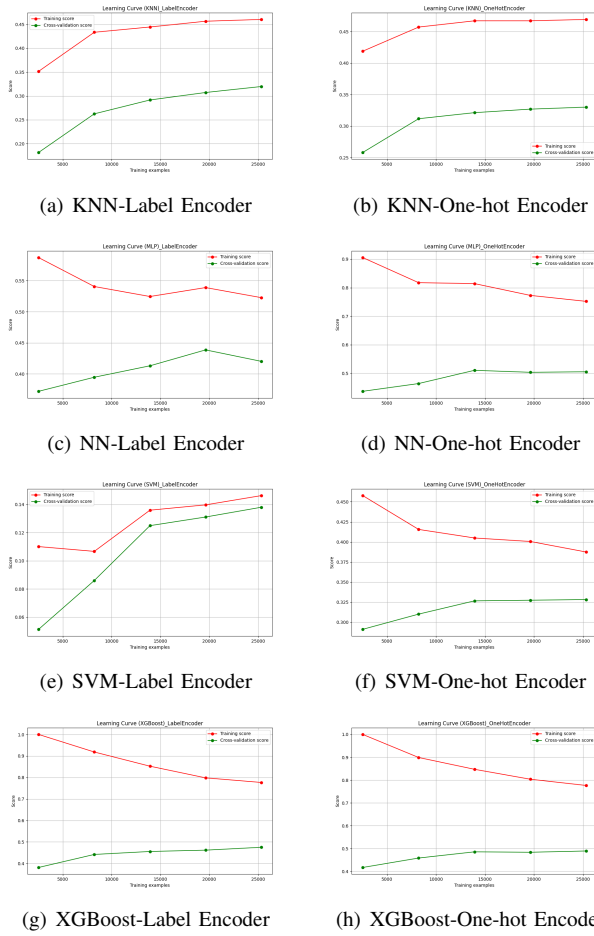 Learning Curve (KNN)_LabelEncoder
Training score
Cross-validation score
0.45
0.40
0.35
0.30
0.25
0.20
Score
5000 10000 15000 20000 25000
Training examples
(a) KNN-Label Encoder
Learning Curve (KNN)_OneHotEncoder
0.45
0.40
0.35
0.30
0.25
Score
Training score
Cross-validation score
5000 10000 15000 20000 25000
Training examples
(b) KNN-One-hot Encoder
Learning Curve (MLP)_LabelEncoder
Training score
Cross-validation score
0.55
0.50
0.45
0.40
Score
5000 10000 15000 20000 25000
Training examples
(c) NN-Label Encoder
Learning Curve (MLP)_OneHotEncoder
Training score
Cross-validation score
0.9
0.8
0.7
0.6
0.5
Score
5000 10000 15000 20000 25000
Training examples
(d) NN-One-hot Encoder
Learning Curve (SVM)_LabelEncoder
Training score
Cross-validation score
0.14
0.12
0.10
0.08
0.06
Score
5000 10000 15000 20000 25000
Training examples
(e) SVM-Label Encoder
Learning Curve (SVM)_OneHotEncoder
Training score
Cross-validation score
0.450
0.425
0.400
0.375
0.350
0.325
0.300
Score
5000 10000 15000 20000 25000
Training examples
(f) SVM-One-hot Encoder
Learning Curve (XGBoost)_LabelEncoder
Training score
Cross-validation score
1.0
0.9
0.8
0.7
0.6
0.5
0.4
Score
5000 10000 15000 20000 25000
Training examples
(g) XGBoost-Label Encoder
Learning Curve (XGBoost)_OneHotEncoder
Training score
Cross-validation score
1.0
0.9
0.8
0.7
0.6
0.5
0.4
Score
5000 10000 15000 20000 25000
Training examples
(h) XGBoost-One-hot Encode